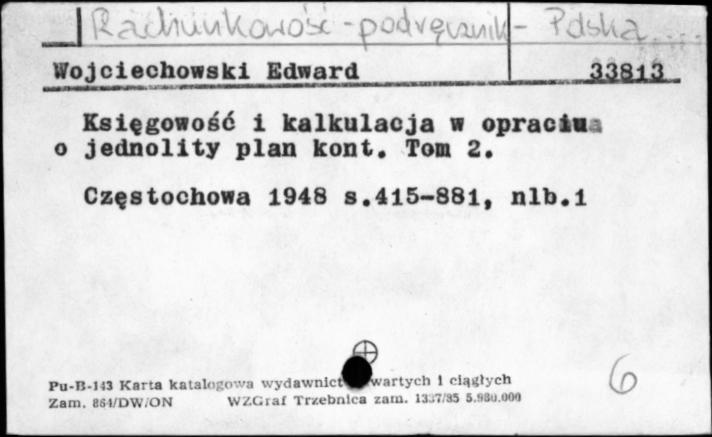 Rachunkowość - podręcznik - Polska
Wojciechowski Edward 33813
Księgowość i kalkulacja w opraciu
o jednolity plan kont. Tom 2.
Częstochowa 1948 s.415-881, nlb.1
6
Pu-B-143 Karta katalogowa wydawnict wartych i ciągłych
Zam. 864/DW/ON WZGraf Trzebnica zam. 1337/85 5.980.000